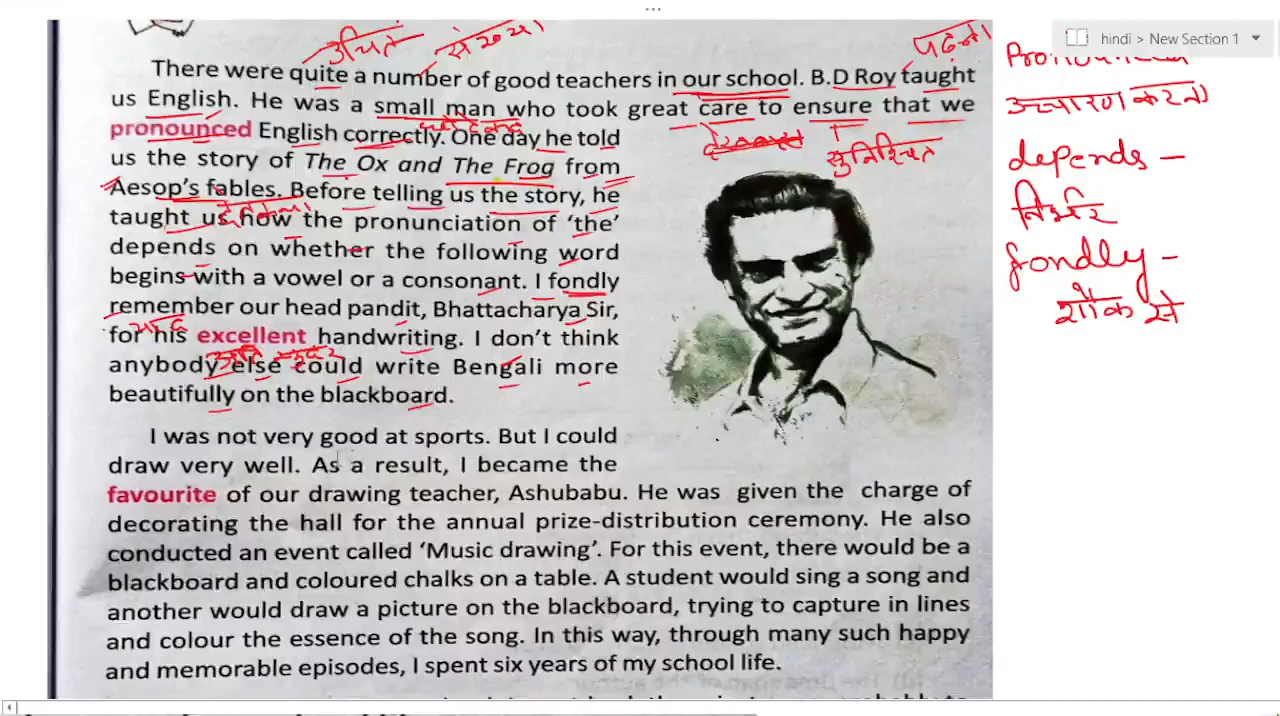 hindi > New Section 1
उचित
संख्या
पढ़ना
There were quite a number of good teachers in our school. B.D Roy taught
us English. He was a small man who took great care to ensure that we
pronounced English correctly. One day he told
us the story of The Ox and The Frog from
Aesop's fables. Before telling us the story, he
taught us how the pronunciation of 'the'
depends on whether the following word
begins with a vowel or a consonant. I fondly
remember our head pandit, Bhattacharya Sir,
for his excellent handwriting. I don't think
anybody else could write Bengali more
beautifully on the blackboard.
सुनिश्चित
I was not very good at sports. But I could
draw very well. As a result, I became the
favourite of our drawing teacher, Ashubabu. He was given the charge of
decorating the hall for the annual prize-distribution ceremony. He also
conducted an event called 'Music drawing'. For this event, there would be a
blackboard and coloured chalks on a table. A student would sing a song and
another would draw a picture on the blackboard, trying to capture in lines
and colour the essence of the song. In this way, through many such happy
and memorable episodes, I spent six years of my school life.
उच्चारण करना
depends –
निर्भर
fondly –
शौक से